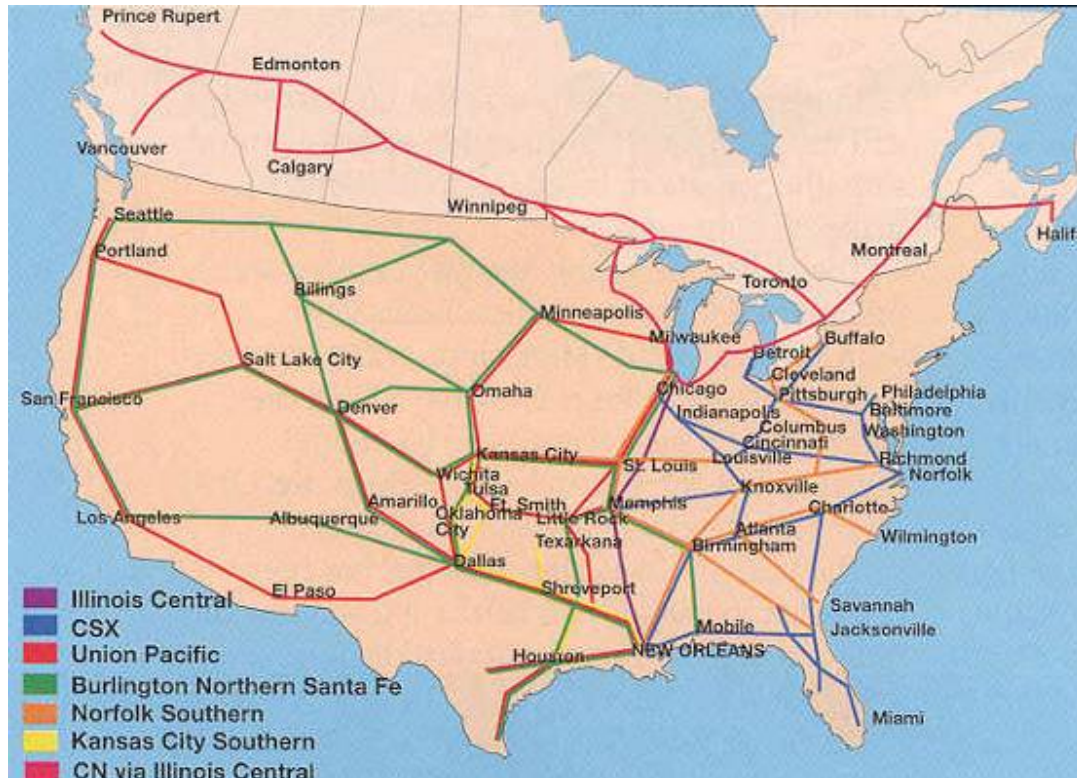 Prince Rupert
Edmonton
Vancouver
Calgary
Winnipeg
Montreal
Halif
Toronto
Seattle
Portland
Billings
Minneapolis
Milwaukee
Detroit
Buffalo
Salt Lake City
Omaha
Chicago
Cleveland
Pittsburgh
Philadelphia
San Francisco
Denver
Indianapolis
Baltimore
Columbus
Washington
Cincinnati
Kansas City
St. Louis
Louisville
Richmond
Wichita
Norfolk
Tulsa
Knoxville
Amarillo
Ft. Smith
Memphis
Charlotte
Los Angeles
Albuquerque
Oklahoma
City
Little Rock
Atlanta
Texarkana
Birmingham
Wilmington
Dallas
El Paso
Shreveport
Savannah
Mobile
Jacksonville
Houston
NEW ORLEANS
Miami
Illinois Central
CSX
Union Pacific
Burlington Northern Santa Fe
Norfolk Southern
Kansas City Southern
CN via Illinois Central